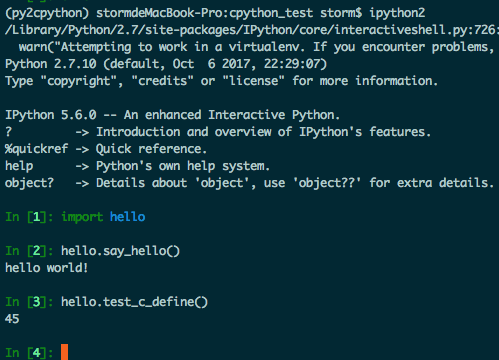 (py2cpython) stormdeMacBook-Pro:cpython_test storm$ ipython2
/Library/Python/2.7/site-packages/IPython/core/interactiveshell.py:726:
  warn("Attempting to work in a virtualenv. If you encounter problems,
Python 2.7.10 (default, Oct  6 2017, 22:29:07)
Type "copyright", "credits" or "license" for more information.

IPython 5.6.0 -- An enhanced Interactive Python.
?         -> Introduction and overview of IPython's features.
%quickref -> Quick reference.
help      -> Python's own help system.
object?   -> Details about 'object', use 'object??' for extra details.

In [1]: import hello

In [2]: hello.say_hello()
hello world!

In [3]: hello.test_c_define()
45

In [4]: